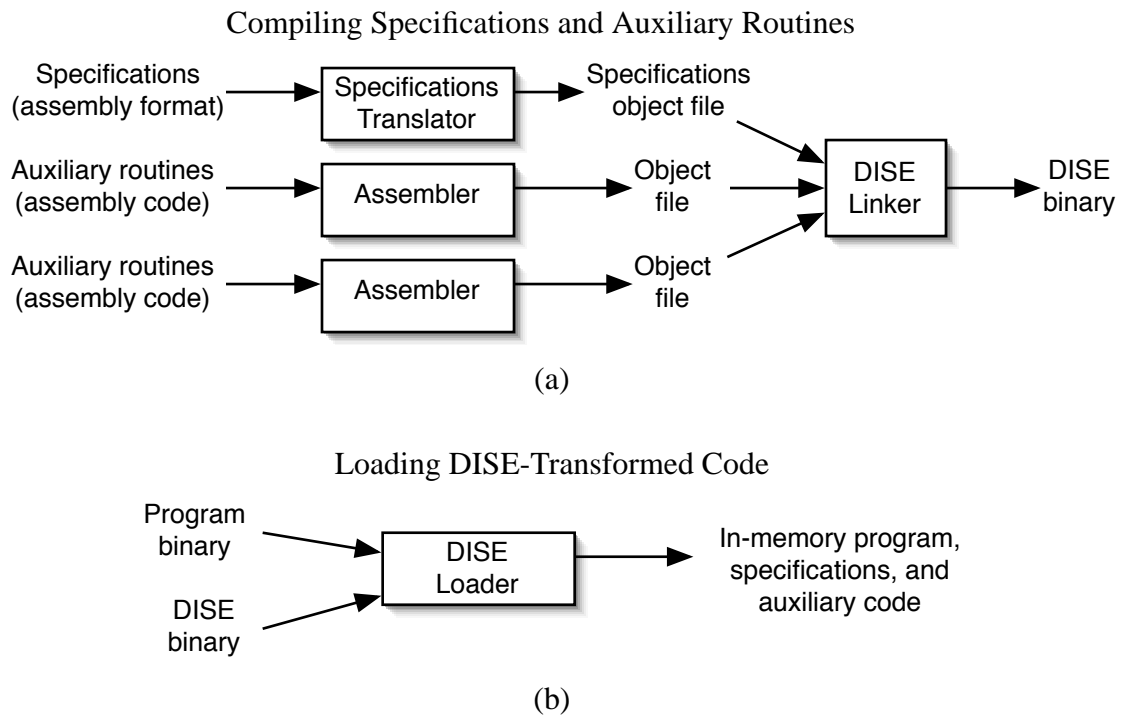 Compiling Specifications and Auxiliary Routines
Specifications
(assembly format)
Specifications
Translator
Specifications
object file
Auxiliary routines
(assembly code)
Assembler
Object
file
DISE
Linker
DISE
binary
Auxiliary routines
(assembly code)
Assembler
Object
file
(a)
Loading DISE-Transformed Code
Program
binary
DISE
binary
DISE
Loader
In-memory program,
specifications, and
auxiliary code
(b)